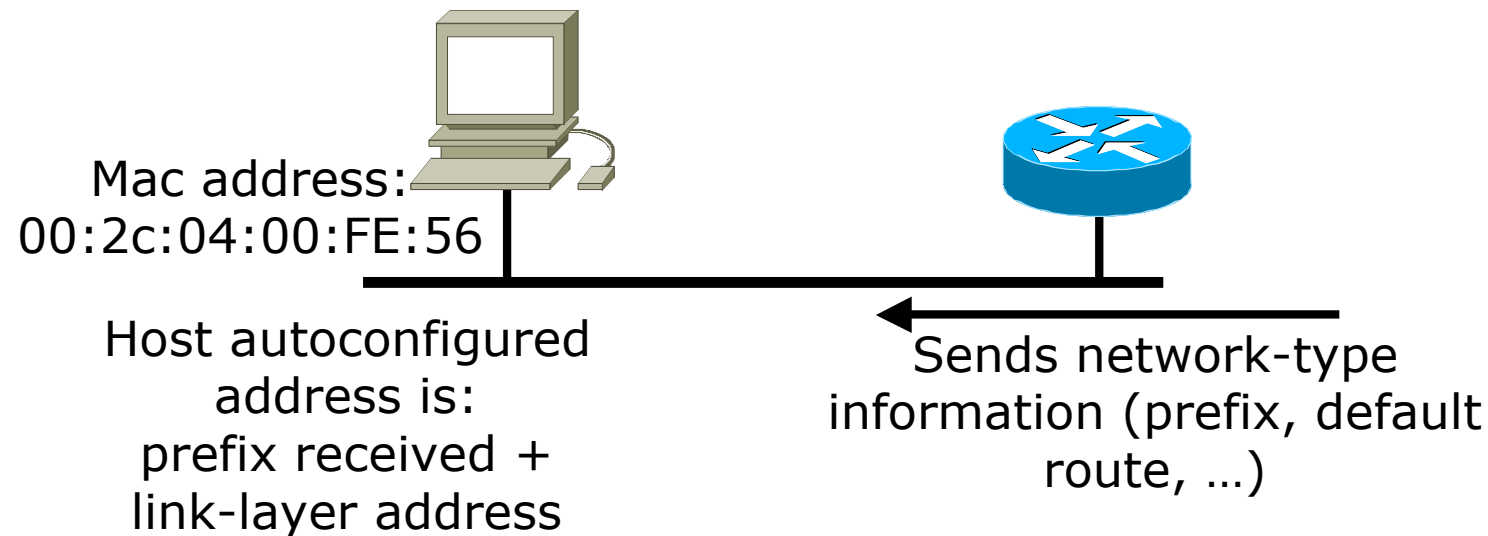 Mac address:
00:2c:04:00:FE:56
Host autoconfigured
address is:
prefix received +
link-layer address
Sends network-type
information (prefix, default
route, …)